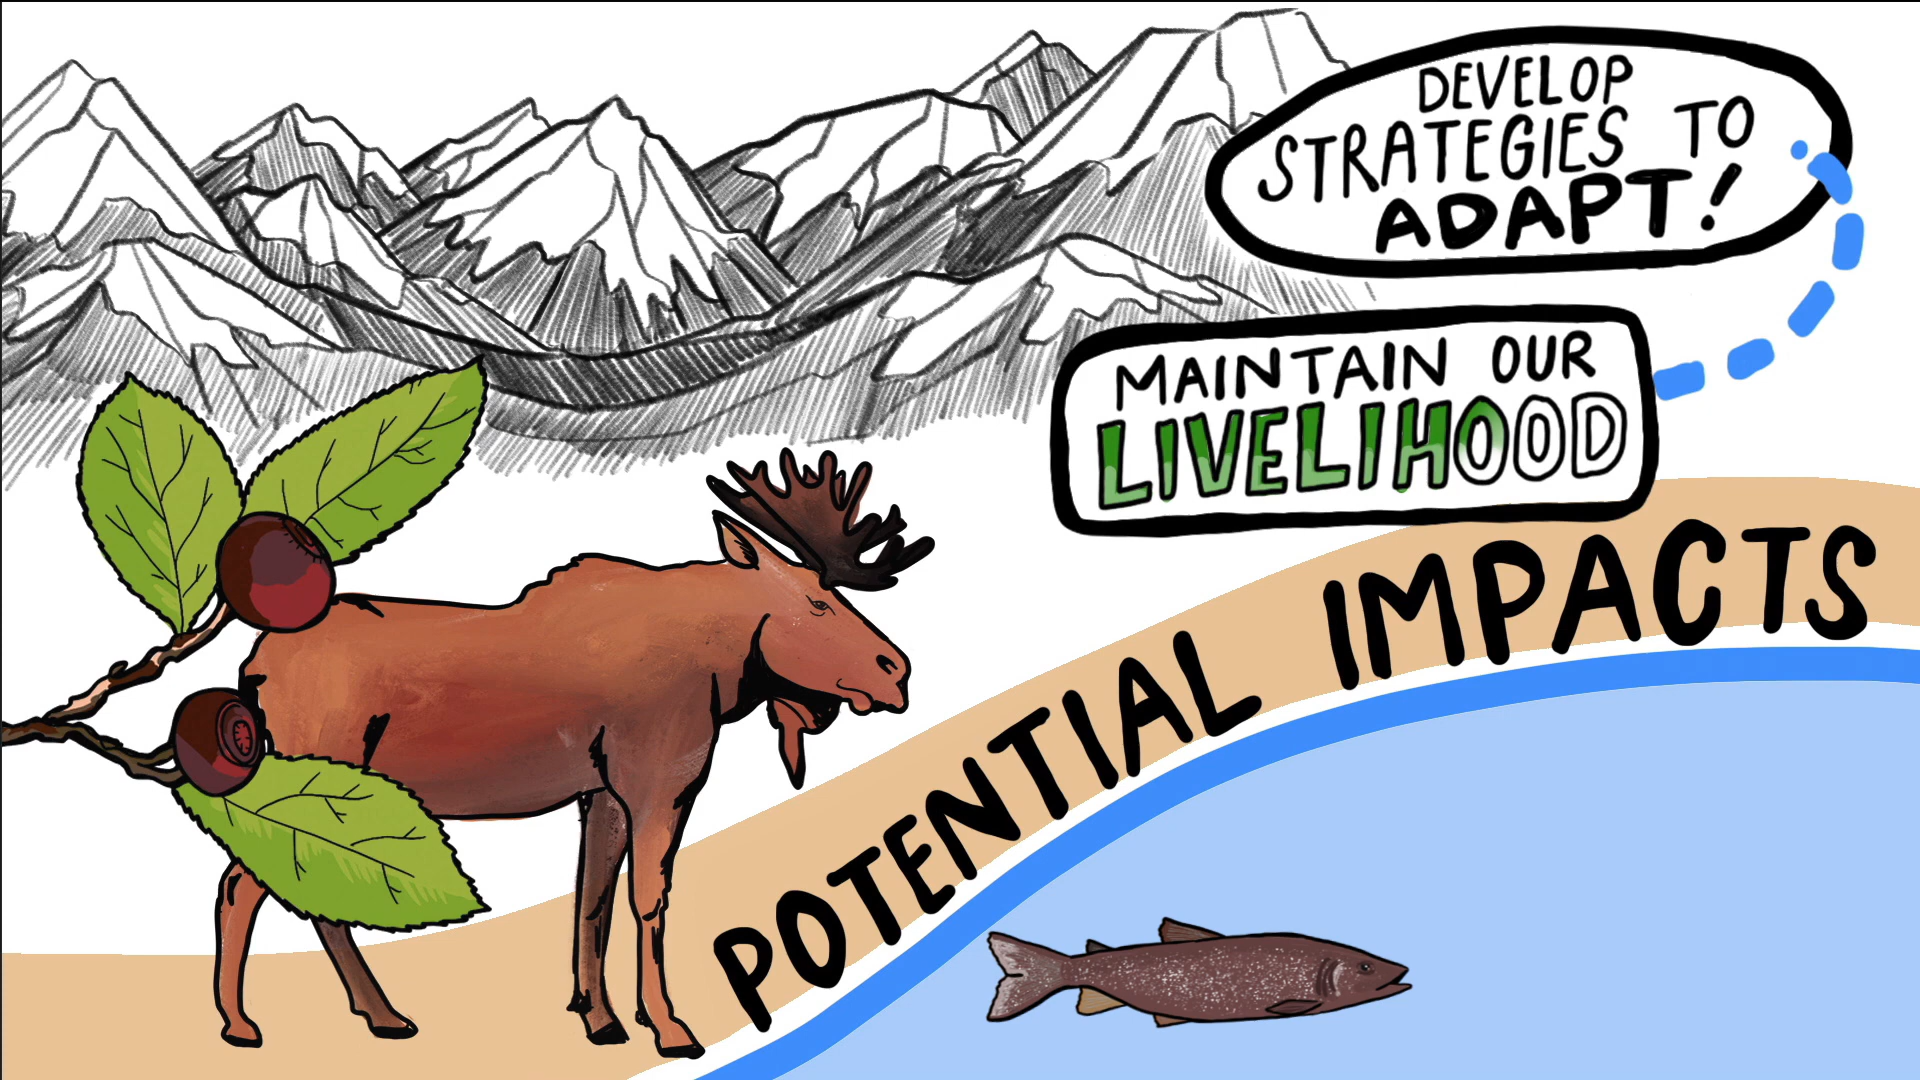 DEVELOP
STRATEGIES TO
ADAPT!
MAINTAIN OUR
LIVELIHOOD
POTENTIAL IMPACTS